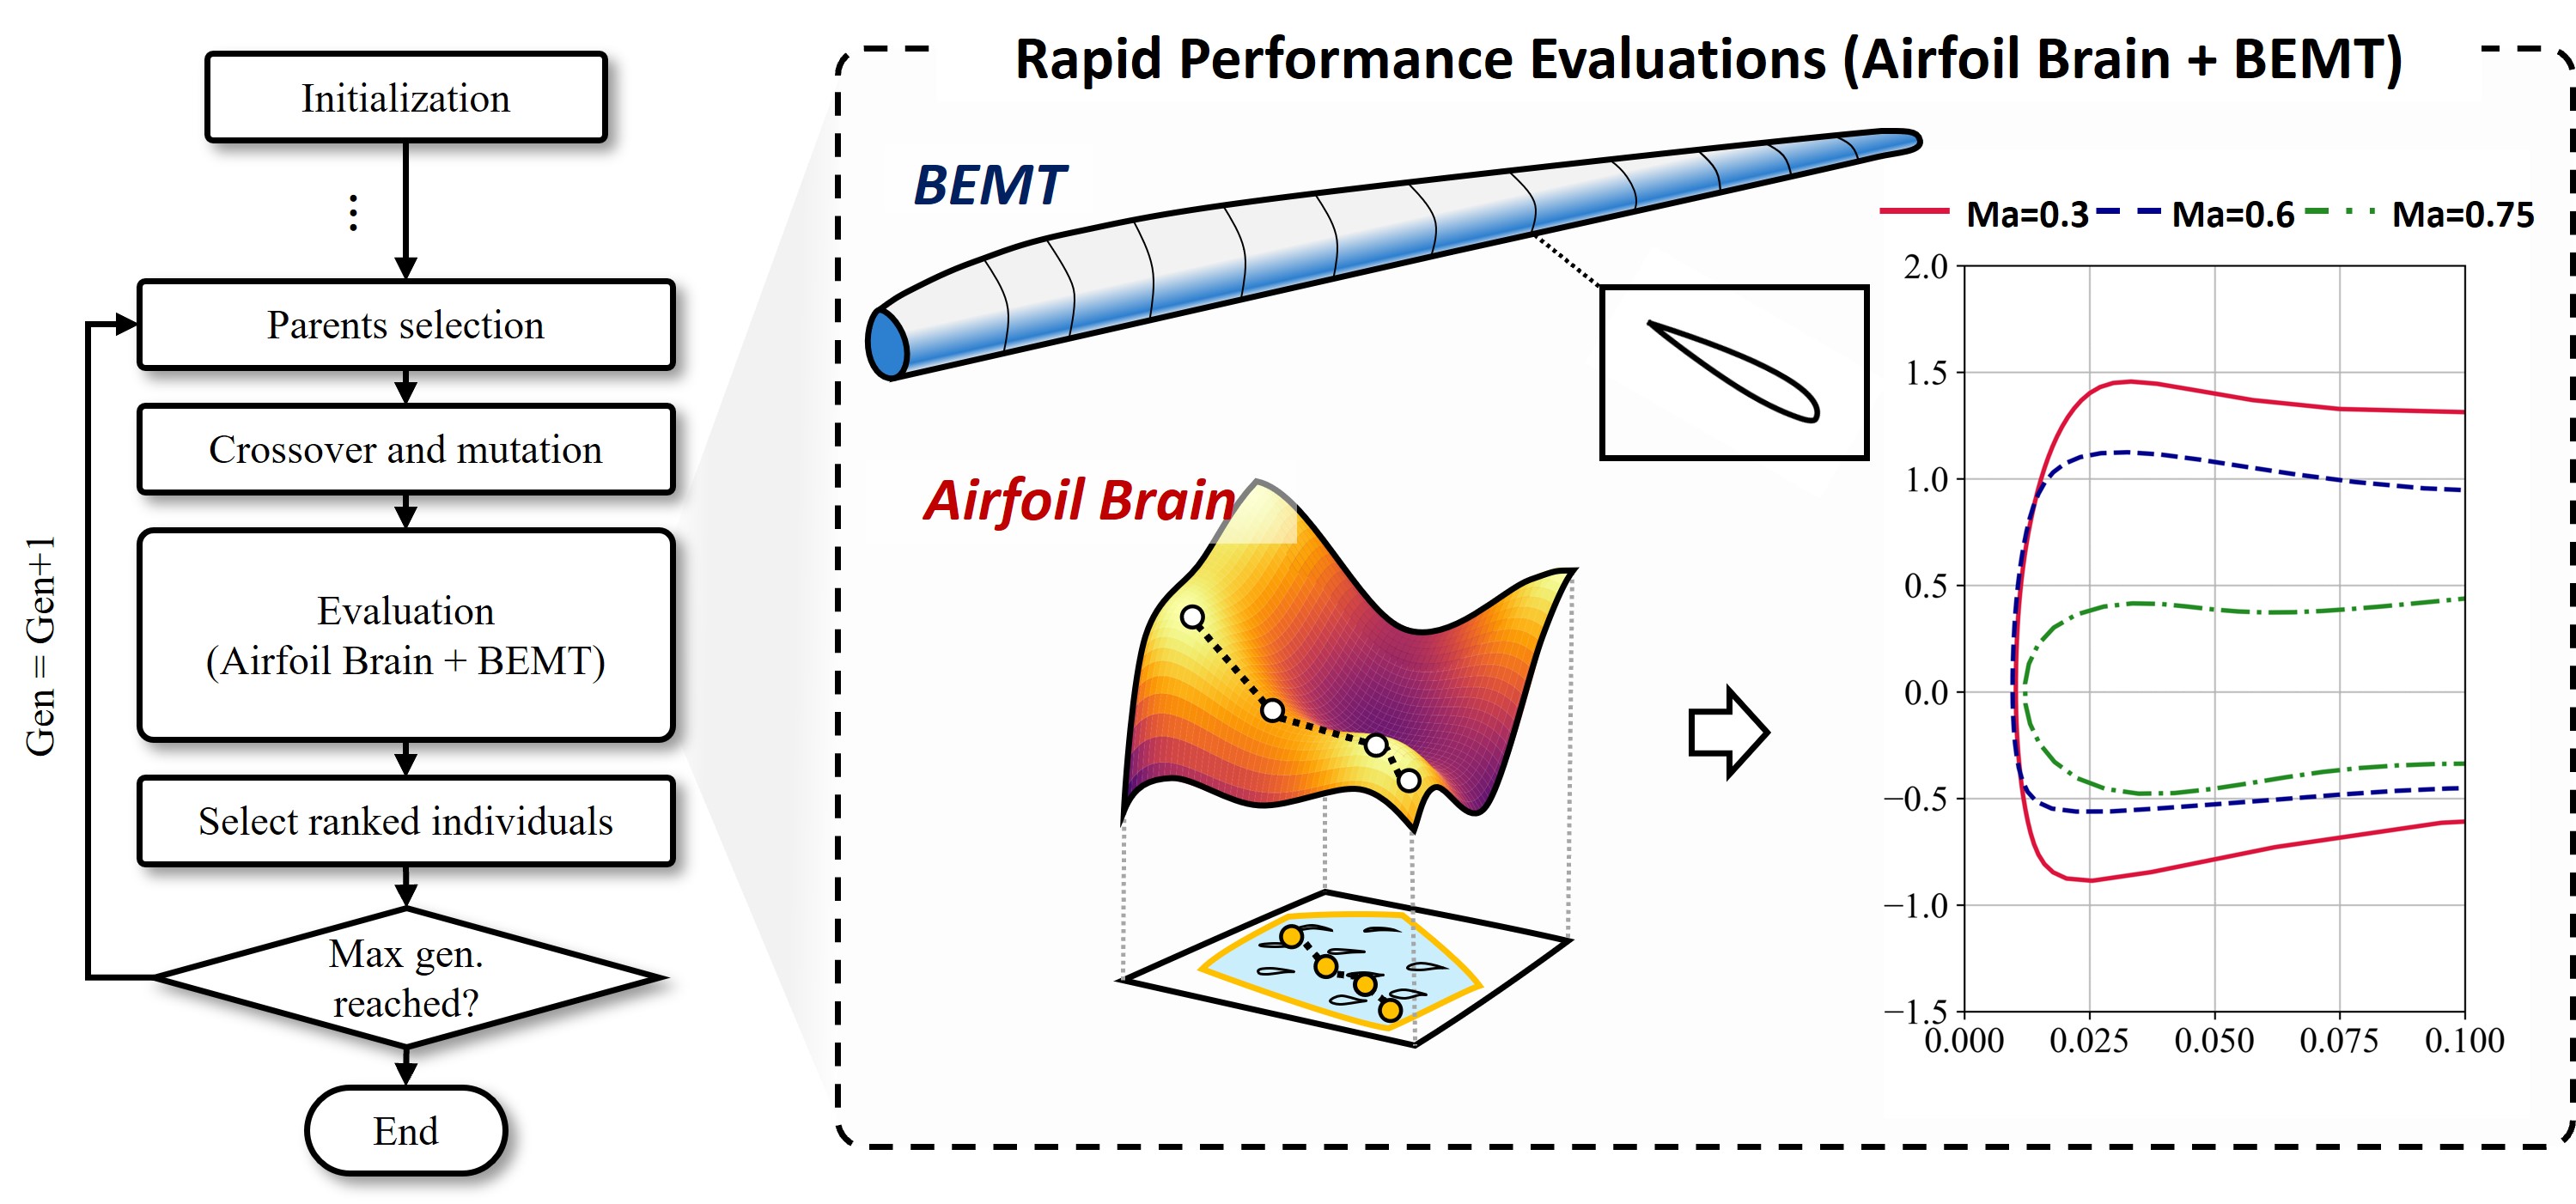 Initialization
⋮
Parents selection
Crossover and mutation
Evaluation
(Airfoil Brain + BEMT)
Select ranked individuals
Max gen.
reached?
End
Gen = Gen+1
Rapid Performance Evaluations (Airfoil Brain + BEMT)
BEMT
Airfoil Brain
Ma=0.3 Ma=0.6 Ma=0.75
2.0
1.5
1.0
0.5
0.0
−0.5
−1.0
−1.5
0.000 0.025 0.050 0.075 0.100